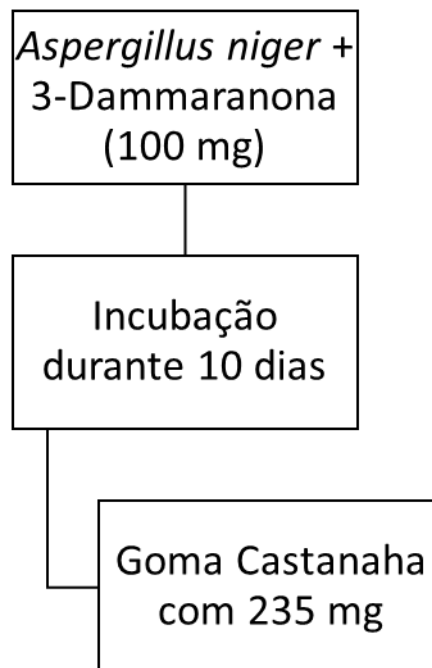 Aspergillus niger +
3-Dammaranona
(100 mg)
Incubação
durante 10 dias
Goma Castanaha
com 235 mg